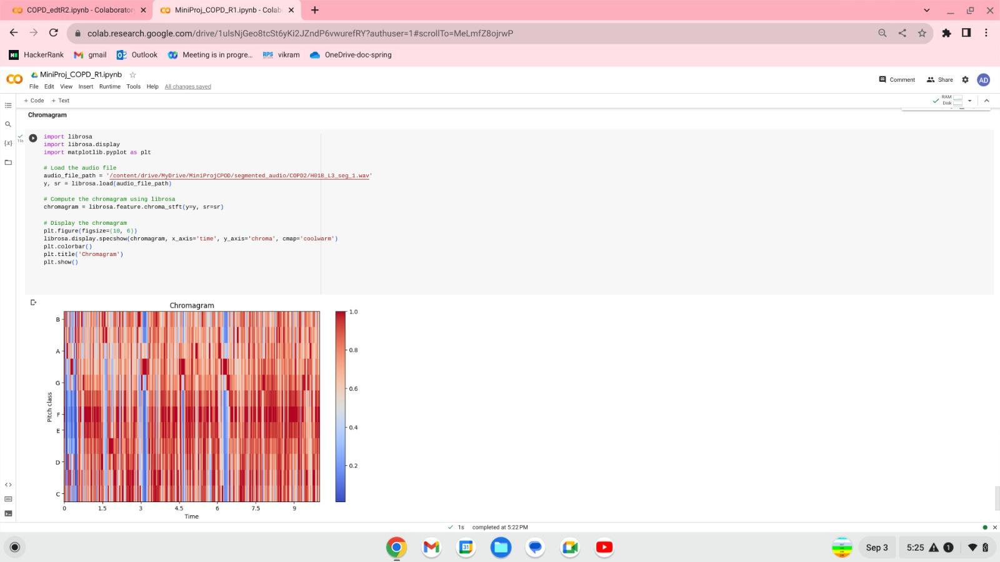 COPD_edtR2.ipynb - Colaborator
MiniProj_COPD_R1.ipynb - Colab
colab.research.google.com/drive/1ulsNjGeo8tcSt6yKi2JZndP6vwurefRY?authuser=1#scrollTo=MeLmfZ8ojrwP
HackerRank gmail Outlook Meeting is in progre... RPS vikram OneDrive-doc-spring
MiniProj_COPD_R1.ipynb
File Edit View Insert Runtime Tools Help All changes saved
Comment Share AD
+ Code + Text
RAM
Disk
Chromagram
15s
import librosa
import librosa.display
import matplotlib.pyplot as plt
# Load the audio file
audio_file_path = '/content/drive/MyDrive/MiniProjCPOD/segmented_audio/COPD2/H018_L3_seg_1.wav'
y, sr = librosa.load(audio_file_path)
# Compute the chromagram using librosa
chromagram = librosa.feature.chroma_stft(y=y, sr=sr)
# Display the chromagram
plt.figure(figsize=(10, 6))
librosa.display.specshow(chromagram, x_axis='time', y_axis='chroma', cmap='coolwarm')
plt.colorbar()
plt.title('Chromagram')
plt.show()
Chromagram
B
A
G
F
E
D
C
Pitch class
0 1.5 3 4.5 6 7.5 9
Time
1.0
0.8
0.6
0.4
0.2
1s completed at 5:22 PM
31
Sep 3 5:25 1